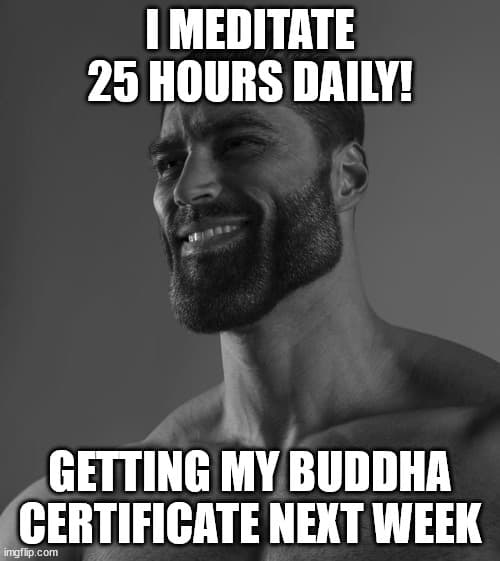 I MEDITATE
25 HOURS DAILY!
GETTING MY BUDDHA
CERTIFICATE NEXT WEEK
imgflip.com